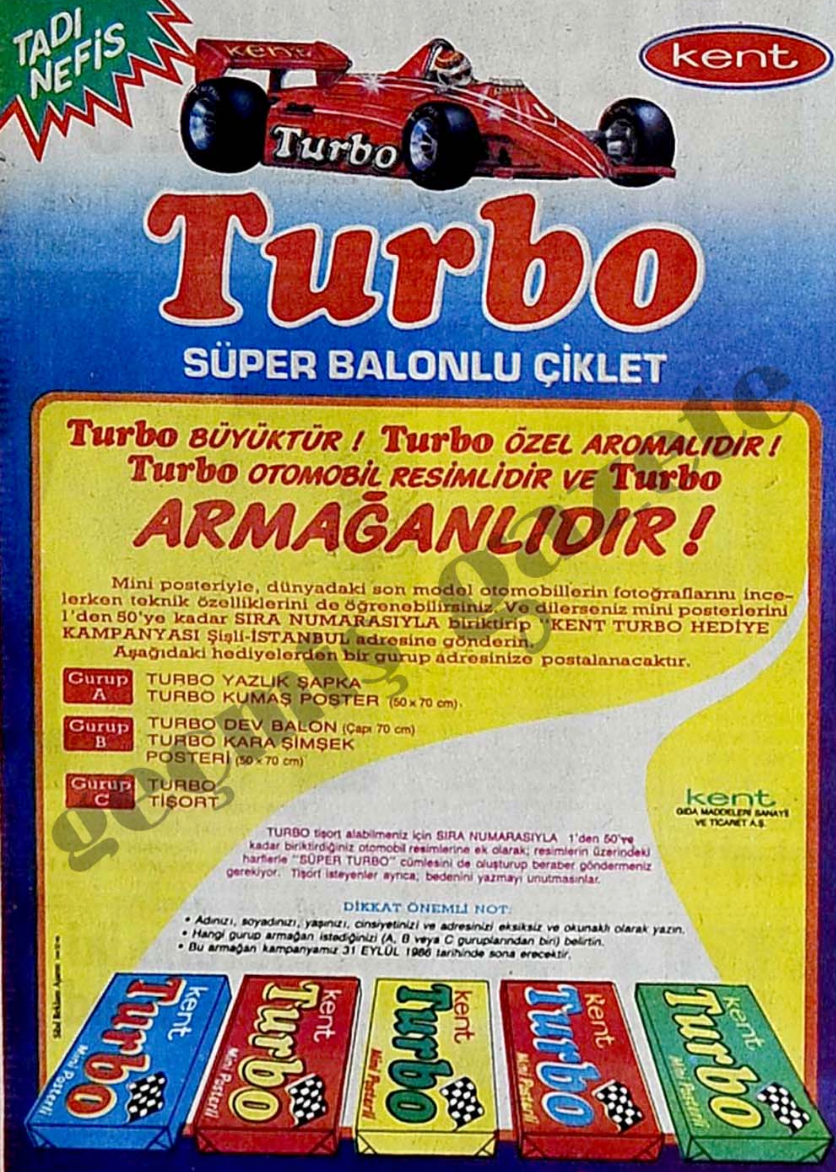 TADI
NEFİS
kent
Turbo
kent
Turbo
SÜPER BALONLU ÇİKLET
Turbo BÜYÜKTÜR ! Turbo ÖZEL AROMALIDIR !
Turbo OTOMOBİL RESİMLİDİR VE Turbo
ARMAĞANLIDIR !
Mini posteriyle, dünyadaki son model otomobillerin fotoğraflarını ince-
lerken teknik özelliklerini de öğrenebilirsiniz. Ve dilerseniz mini posterlerini
1'den 50'ye kadar SIRA NUMARASIYLA biriktirip "KENT TURBO HEDİYE
KAMPANYASI Şişli-İSTANBUL adresine gönderin.
Aşağıdaki hediyelerden bir gurup adresinize postalanacaktır.
Gurup
A
TURBO YAZLIK ŞAPKA
TURBO KUMAŞ POSTER (50 x 70 cm).
Gurup
B
TURBO DEV BALON (Çapı 70 cm)
TURBO KARA ŞİMŞEK
POSTERİ (50 x 70 cm)
Gurup
C
TURBO
TİŞORT
kent
GIDA MADDELERİ SANAYİİ
VE TİCARET A.Ş.
TURBO tişort alabilmeniz için SIRA NUMARASIYLA 1'den 50'ye
kadar biriktirdiğiniz otomobil resimlerine ek olarak; resimlerin üzerindeki
harflerle "SÜPER TURBO" cümlesini de oluşturup beraber göndermeniz
gerekiyor. Tişort isteyenler ayrıca; bedenini yazmayı unutmasınlar.
DİKKAT ÖNEMLİ NOT:
• Adınızı, soyadınızı, yaşınızı, cinsiyetinizi ve adresinizi eksiksiz ve okunaklı olarak yazın.
• Hangi gurup armağan istediğinizi (A, B veya C guruplarından biri) belirtin.
• Bu armağan kampanyamız 31 EYLÜL 1986 tarihinde sona erecektir.
Sibel Reklam Ajansı
kent
Turbo
Mini Posterli
kent
Turbo
Mini Posterli
kent
Turbo
Mini Posterli
Kent
Turbo
Mini Posterli
kent
Turbo
Mini Posterli
gecmisgazete